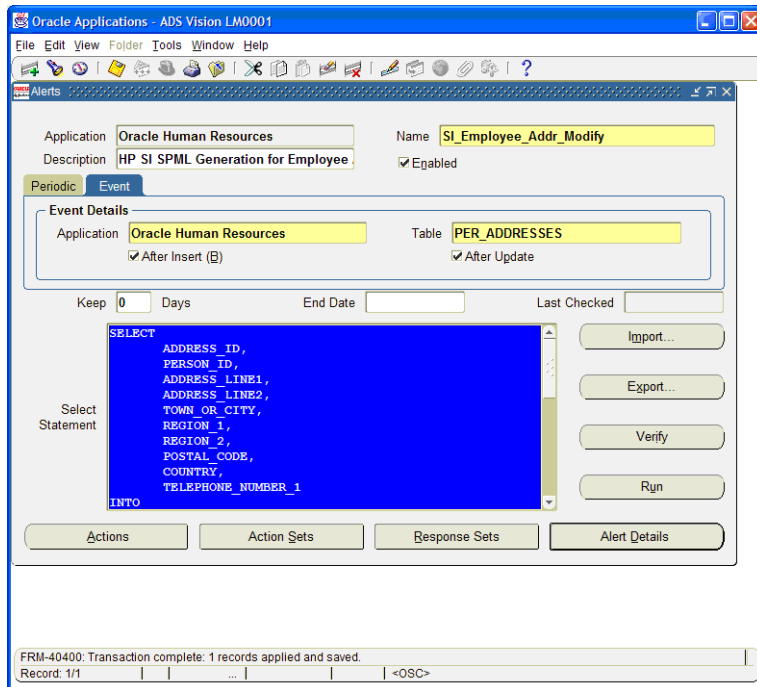 Oracle Applications - ADS Vision LM0001
File Edit View Folder Tools Window Help
Alerts
Application Oracle Human Resources Name SI_Employee_Addr_Modify
Description HP SI SPML Generation for Employee Enabled
Periodic Event
Event Details
Application Oracle Human Resources Table PER_ADDRESSES
After Insert (B) After Update
Keep 0 Days End Date Last Checked
SELECT
ADDRESS_ID,
PERSON_ID,
ADDRESS_LINE1,
ADDRESS_LINE2,
TOWN_OR_CITY,
REGION_1,
REGION_2,
POSTAL_CODE,
COUNTRY,
TELEPHONE_NUMBER_1
INTO
Select
Statement
Import...
Export...
Verify
Run
Actions Action Sets Response Sets Alert Details
FRM-40400: Transaction complete: 1 records applied and saved.
Record: 1/1 ... <OSC>